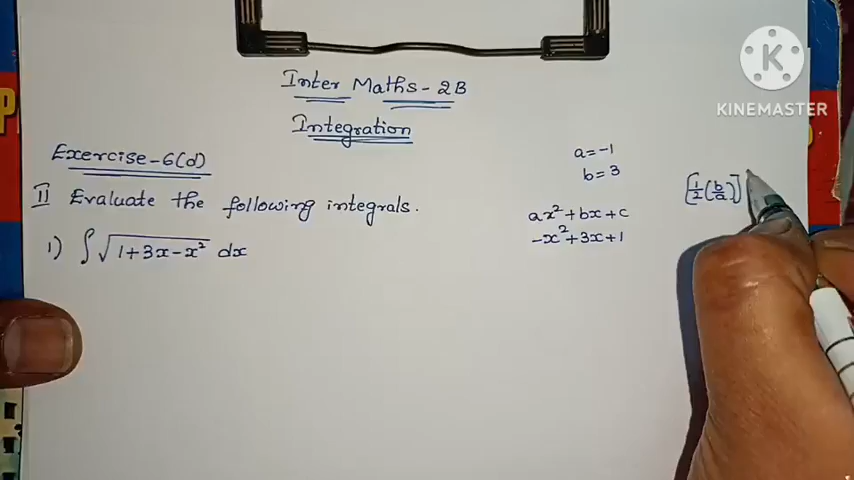 Inter Maths - 2B
Integration
Exercise - 6(d)
II Evaluate the following integrals.
1) ∫√(1+3x-x²) dx
a = -1
b = 3
ax²+bx+c
-x²+3x+1
[½(b/a)]
K
KINEMASTER